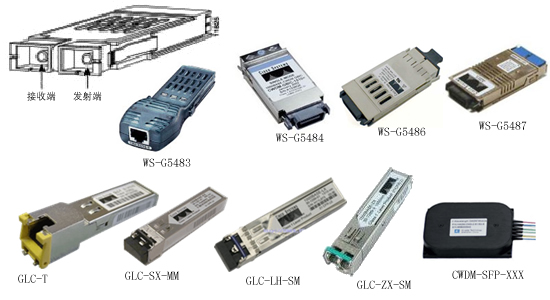 11825
接收端 发射端
WS-G5483
WS-G5484
WS-G5486
WS-G5487
GLC-T
GLC-SX-MM
GLC-LH-SM
GLC-ZX-SM
CWDM-SFP-XXX